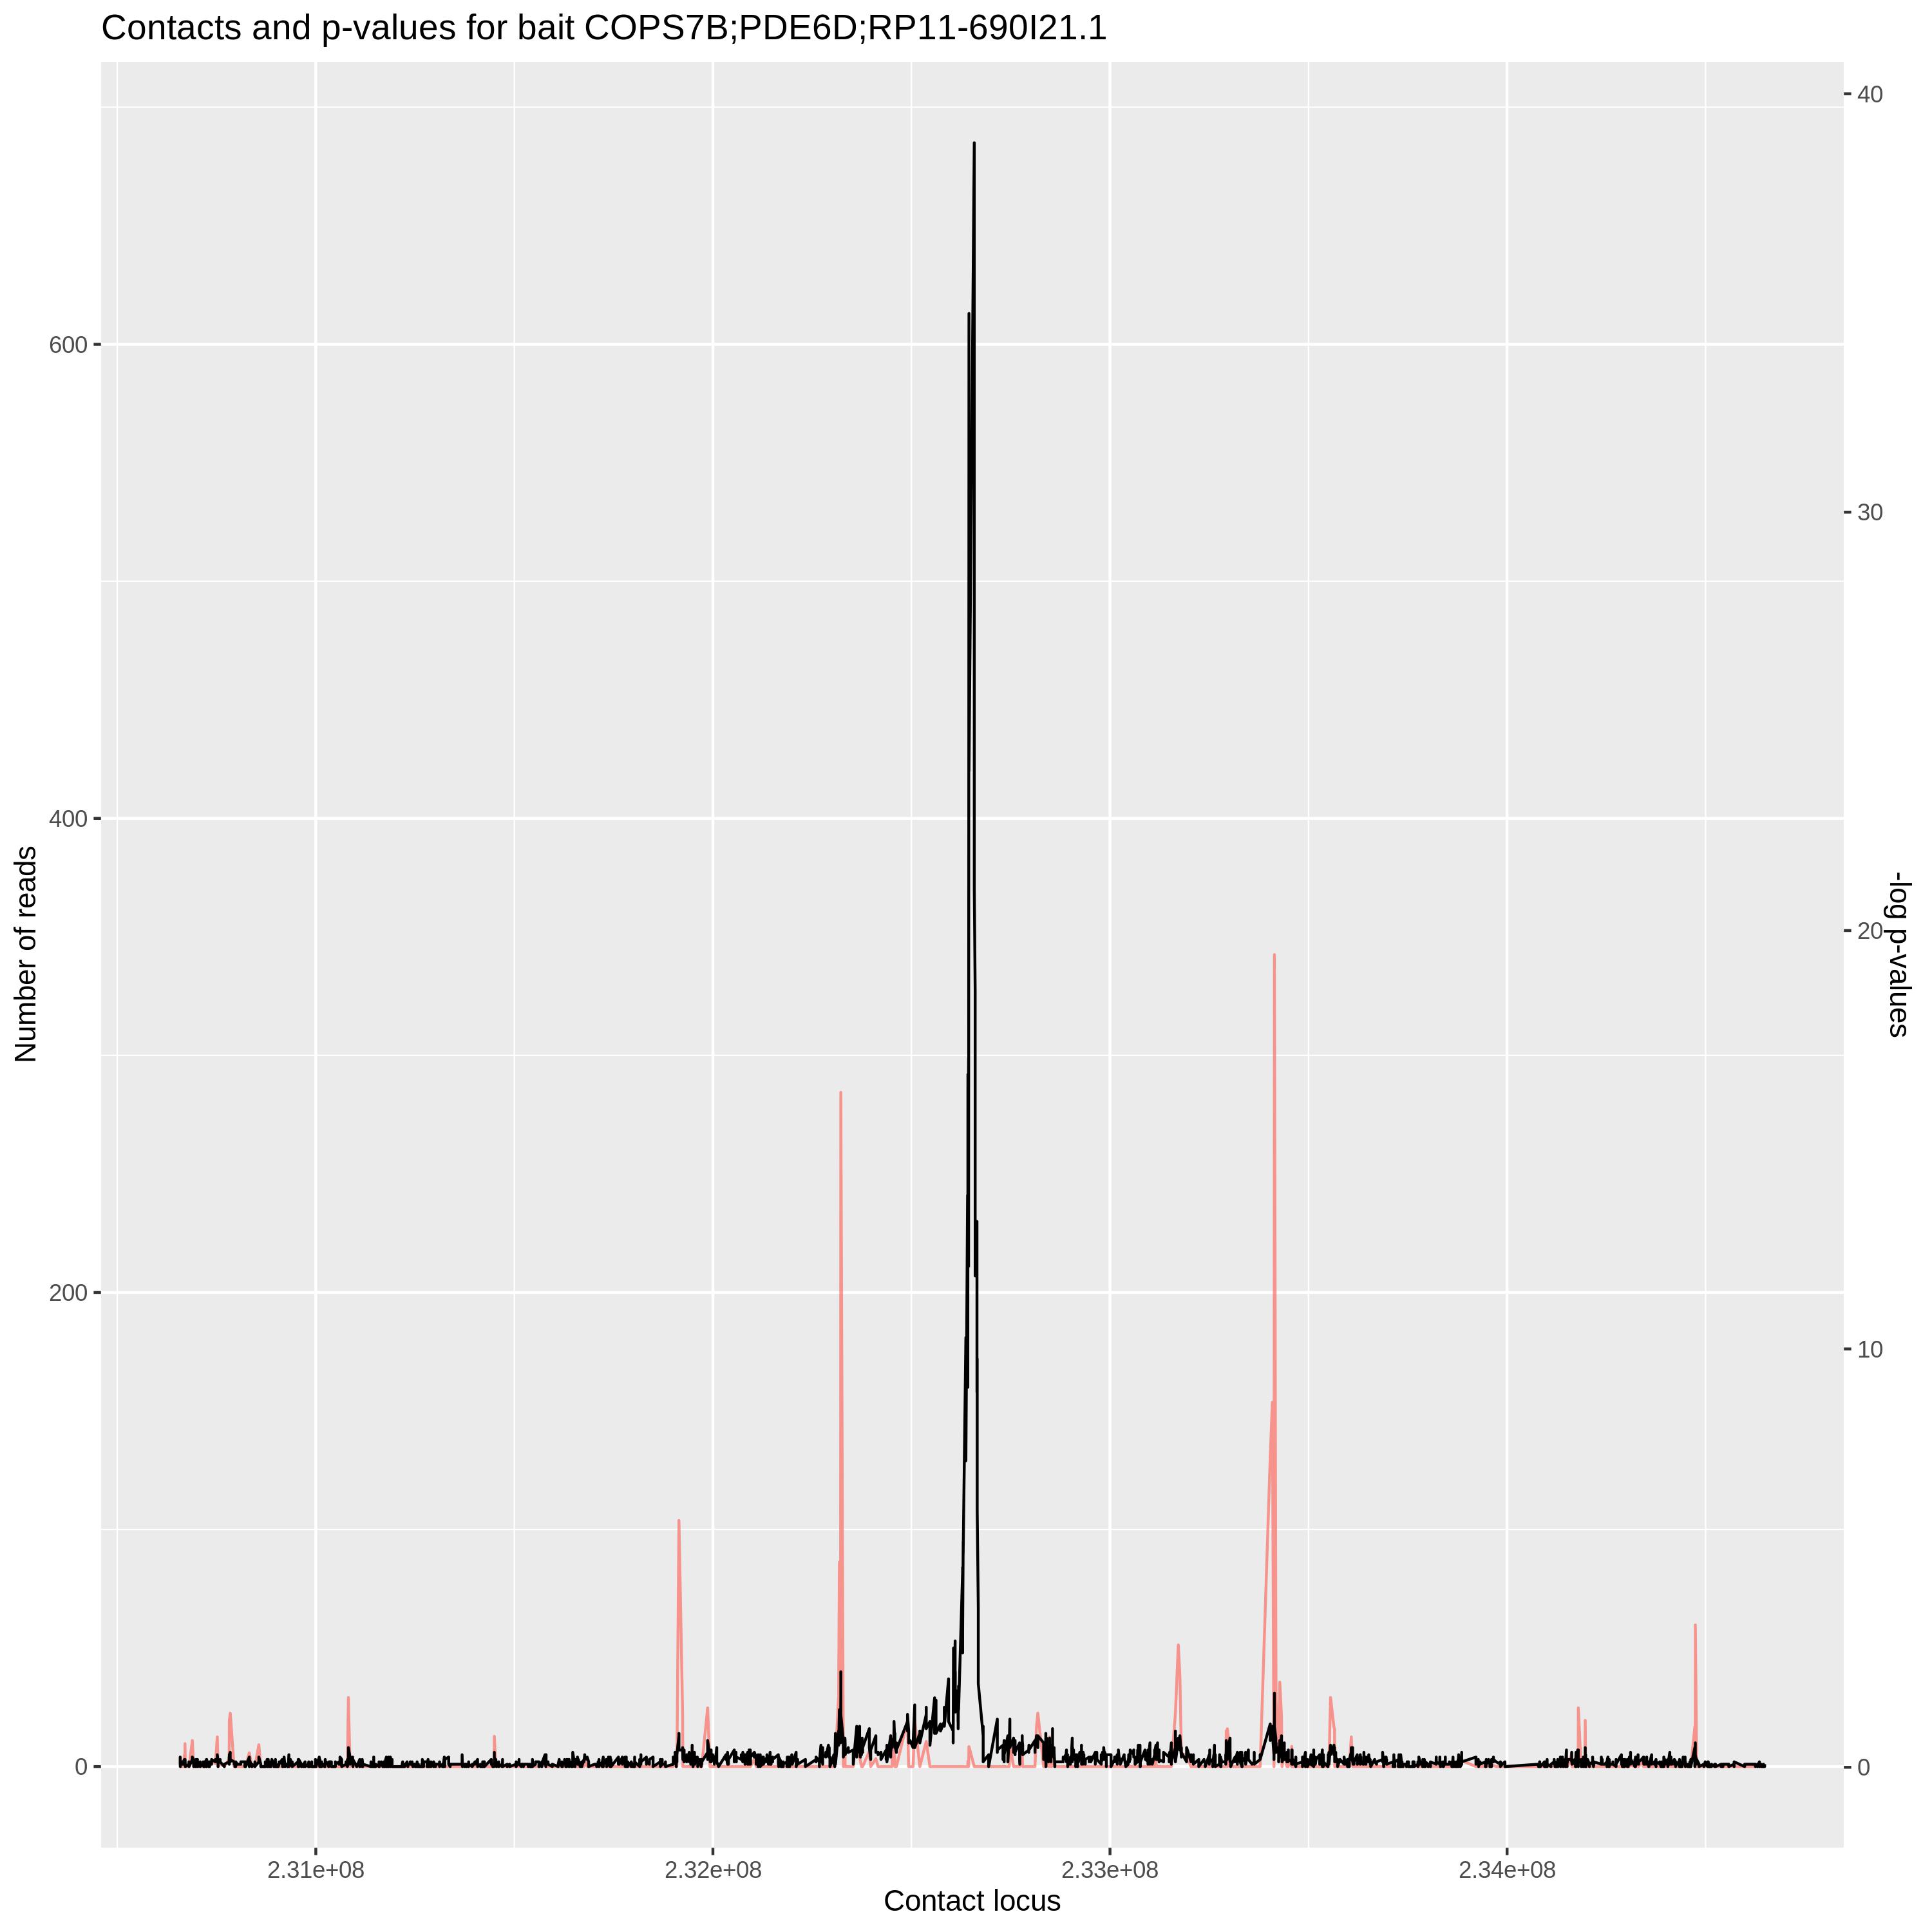 Contacts and p-values for bait COPS7B;PDE6D;RP11-690I21.1
40
600
30
400
Number of reads
20
-log p-values
200
10
0
0
2.31e+08
2.32e+08
2.33e+08
2.34e+08
Contact locus